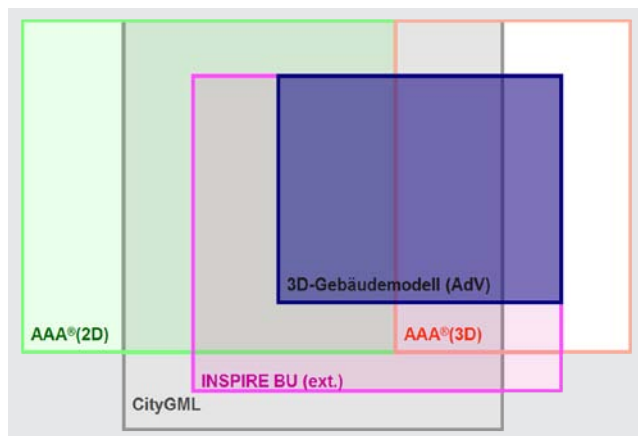 3D-Gebäudemodell (AdV)
AAA®(2D)
AAA®(3D)
INSPIRE BU (ext.)
CityGML